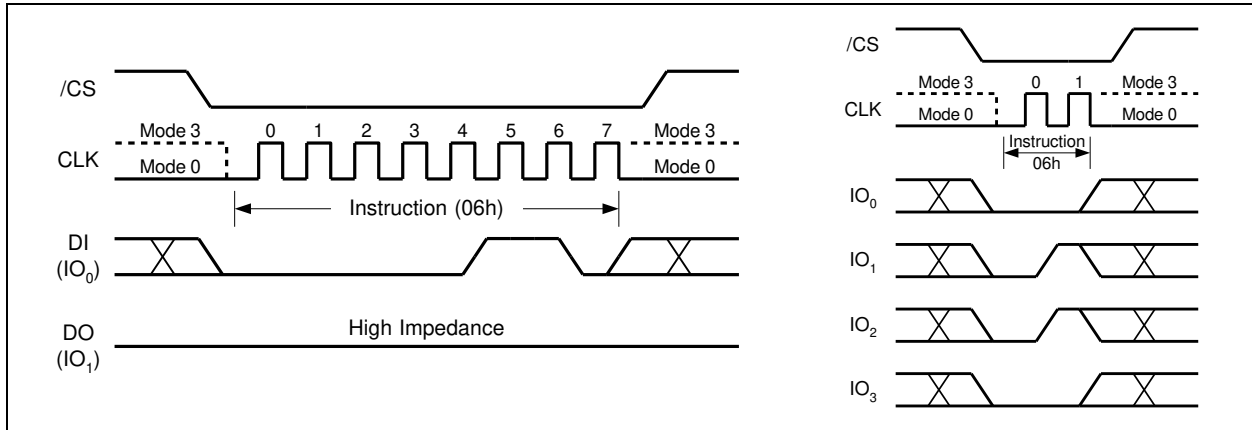 /CS
Mode 3 0 1 2 3 4 5 6 7 Mode 3
CLK
Mode 0 Mode 0
Instruction (06h)
DI
(IO₀)
High Impedance
DO
(IO₁)
/CS
Mode 3 0 1 Mode 3
CLK
Mode 0 Mode 0
Instruction
06h
IO₀
IO₁
IO₂
IO₃